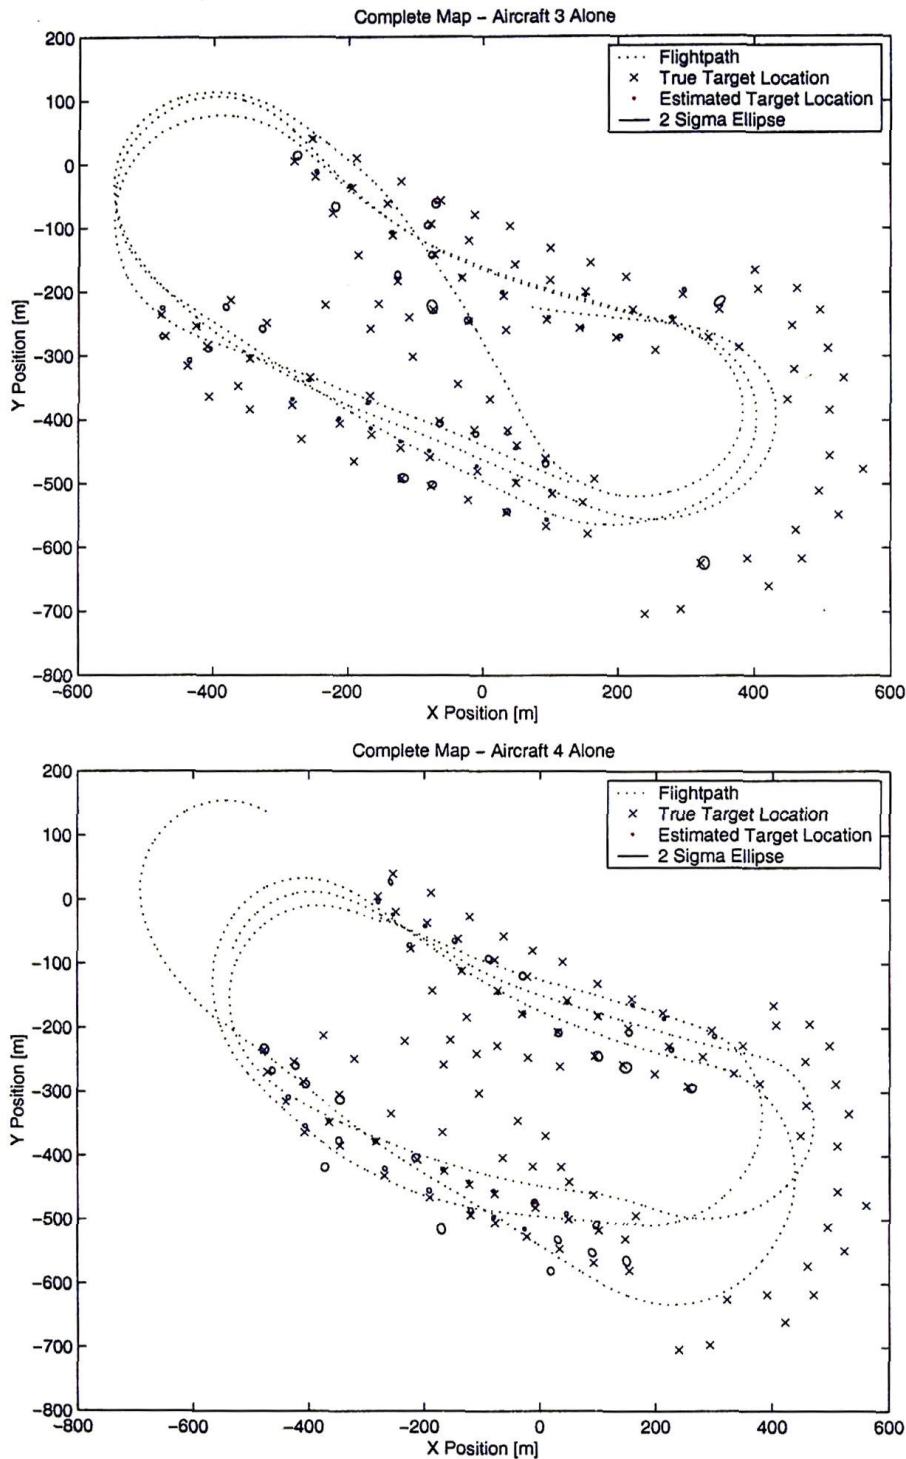 Complete Map – Aircraft 3 Alone
200
100
0
−100
−200
−300
−400
−500
−600
−700
−800
Y Position [m]
Flightpath
True Target Location
Estimated Target Location
2 Sigma Ellipse
−600
−400
−200
0
200
400
600
X Position [m]
Complete Map – Aircraft 4 Alone
200
100
0
−100
−200
−300
−400
−500
−600
−700
−800
Y Position [m]
Flightpath
True Target Location
Estimated Target Location
2 Sigma Ellipse
−800
−600
−400
−200
0
200
400
600
X Position [m]